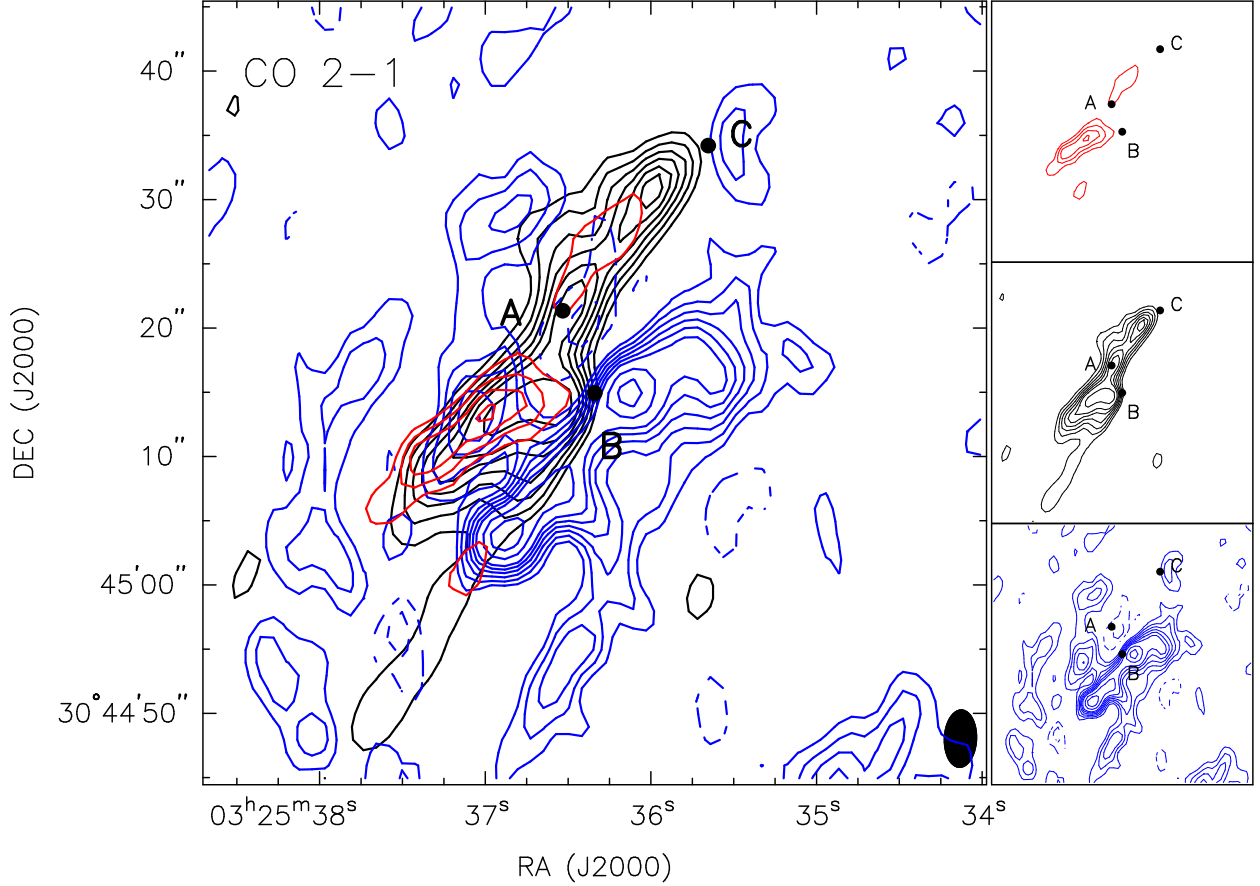 CO 2-1
40"
30"
20"
10"
45'00"
30°44'50"
DEC (J2000)
A
B
C
03h25m38s
37s
36s
35s
34s
RA (J2000)
C
A
B
C
A
B
C
A
B